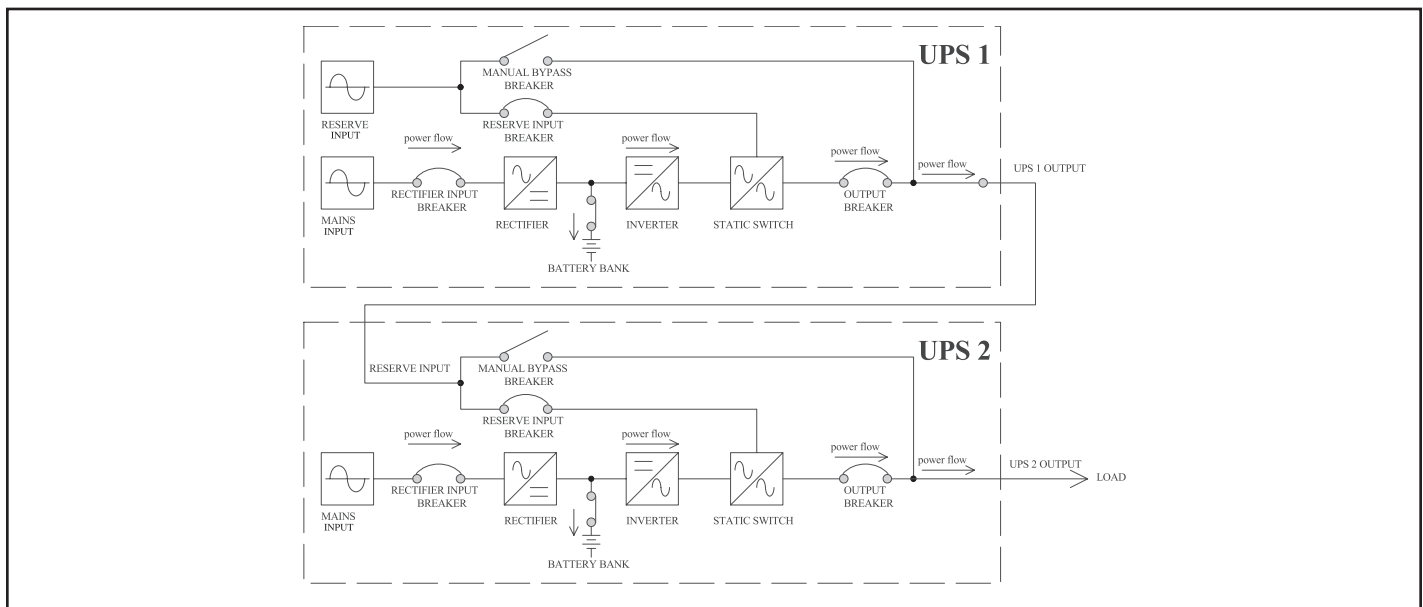 UPS 1
MANUAL BYPASS
BREAKER
RESERVE
INPUT
RESERVE INPUT
BREAKER
power flow
power flow
power flow
power flow
UPS 1 OUTPUT
RECTIFIER INPUT
BREAKER
OUTPUT
BREAKER
MAINS
INPUT
RECTIFIER
INVERTER
STATIC SWITCH
BATTERY BANK
UPS 2
RESERVE INPUT
MANUAL BYPASS
BREAKER
RESERVE INPUT
BREAKER
power flow
power flow
power flow
power flow
UPS 2 OUTPUT
LOAD
RECTIFIER INPUT
BREAKER
OUTPUT
BREAKER
MAINS
INPUT
RECTIFIER
INVERTER
STATIC SWITCH
BATTERY BANK